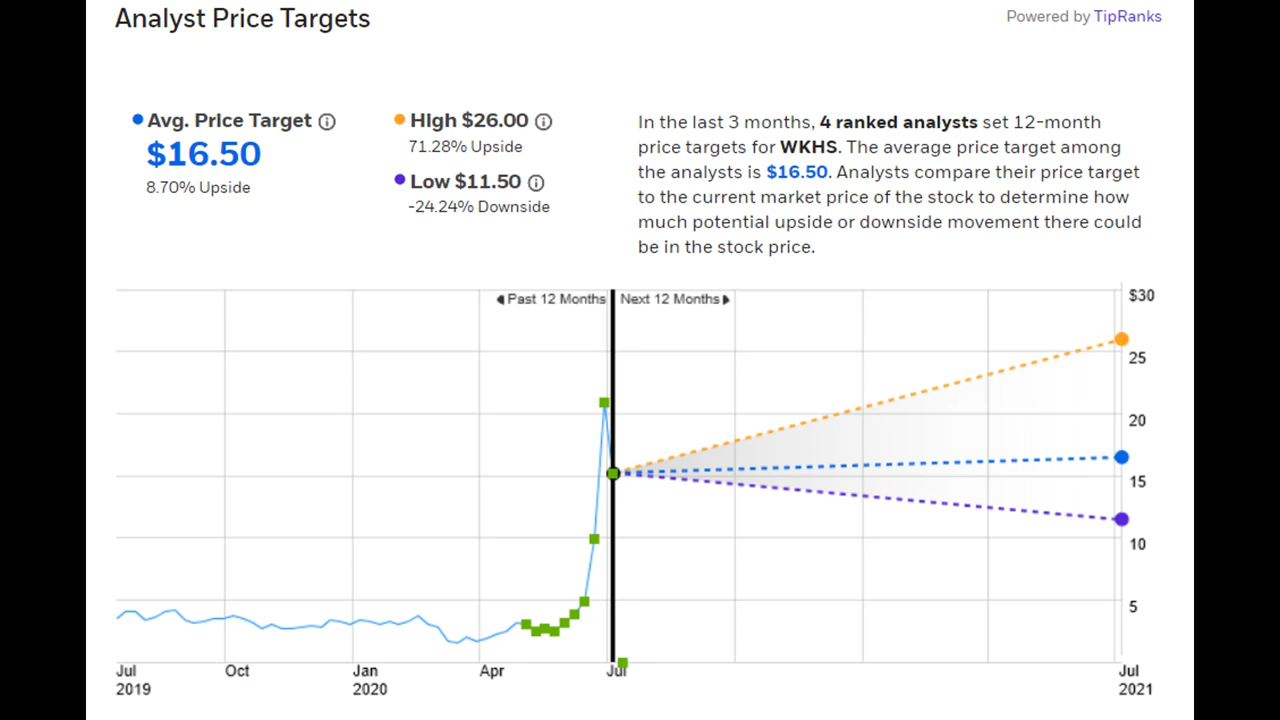 Analyst Price Targets
Powered by TipRanks
Avg. Price Target
$16.50
8.70% Upside
High $26.00
71.28% Upside
Low $11.50
-24.24% Downside
In the last 3 months, 4 ranked analysts set 12-month
price targets for WKHS. The average price target among
the analysts is $16.50. Analysts compare their price target
to the current market price of the stock to determine how
much potential upside or downside movement there could
be in the stock price.
Past 12 Months
Next 12 Months
$30
25
20
15
10
5
Jul
2019
Oct
Jan
2020
Apr
Jul
Jul
2021